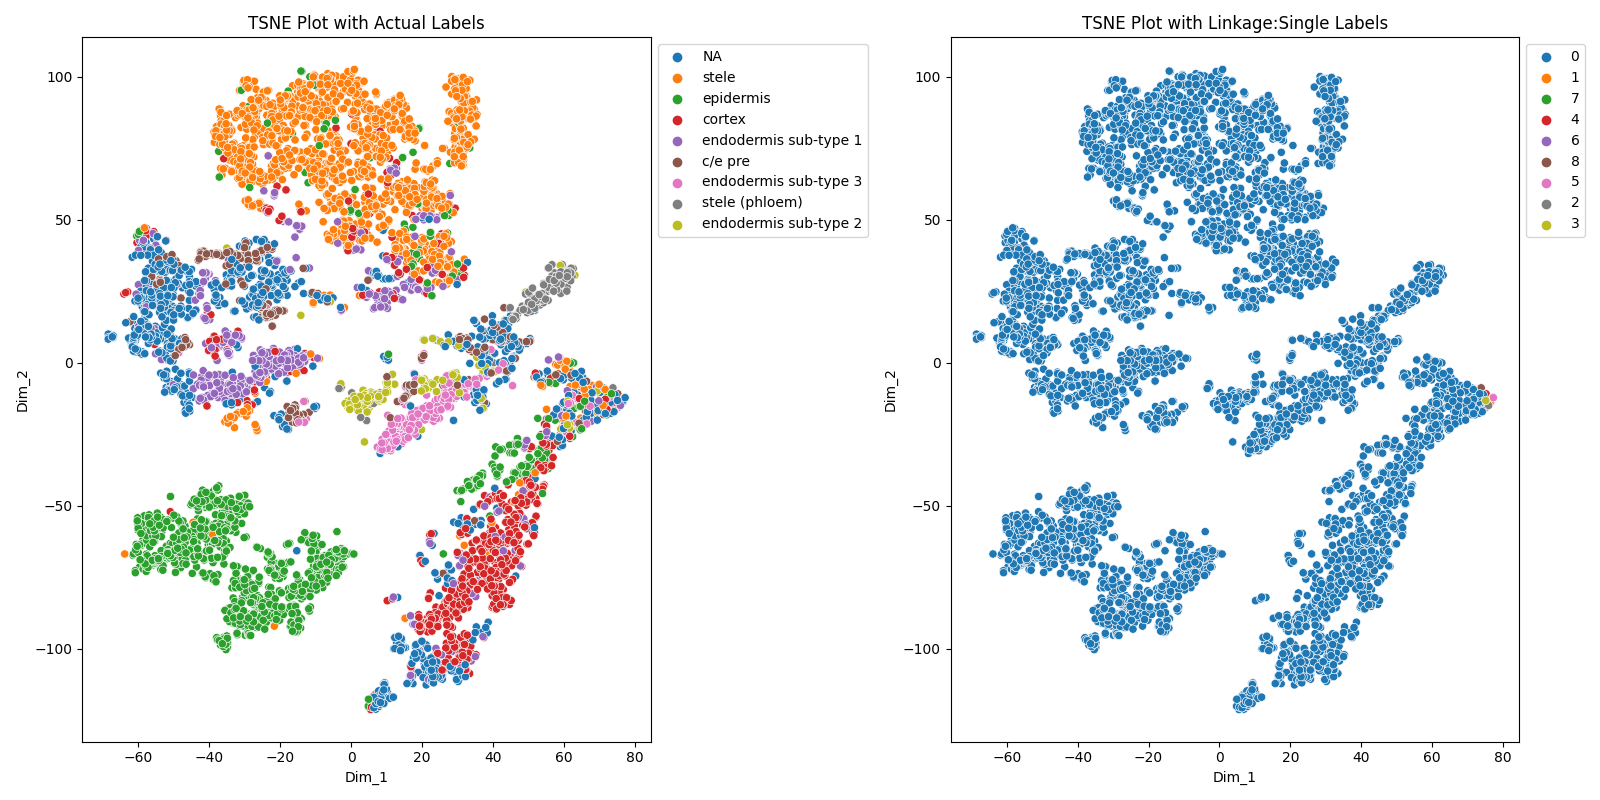 TSNE Plot with Actual Labels
Dim_2
100
50
0
−50
−100
−60
−40
−20
0
20
40
60
80
Dim_1
NA
stele
epidermis
cortex
endodermis sub-type 1
c/e pre
endodermis sub-type 3
stele (phloem)
endodermis sub-type 2
TSNE Plot with Linkage:Single Labels
Dim_2
100
50
0
−50
−100
−60
−40
−20
0
20
40
60
80
Dim_1
0
1
7
4
6
8
5
2
3